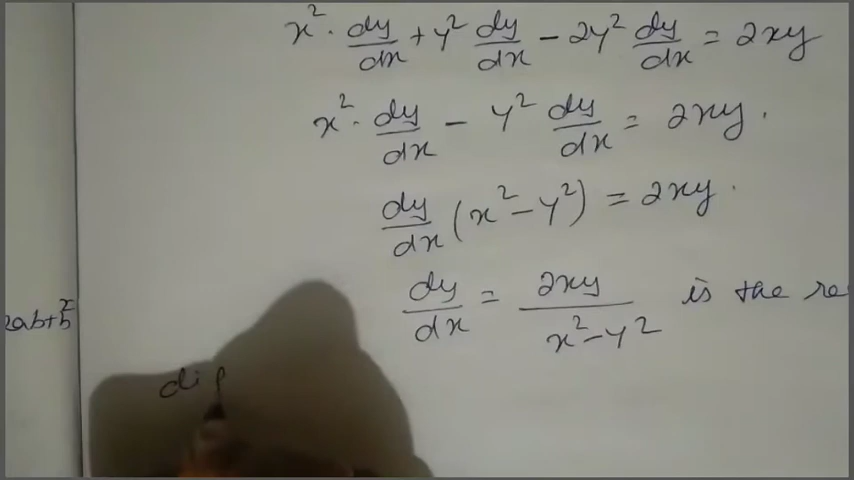 x² · dy/dx + y² dy/dx - 2y² dy/dx = 2xy
x² · dy/dx - y² dy/dx = 2xy.
dy/dx (x² - y²) = 2xy.
dy/dx = 2xy / x² - y² is the
2ab+b²